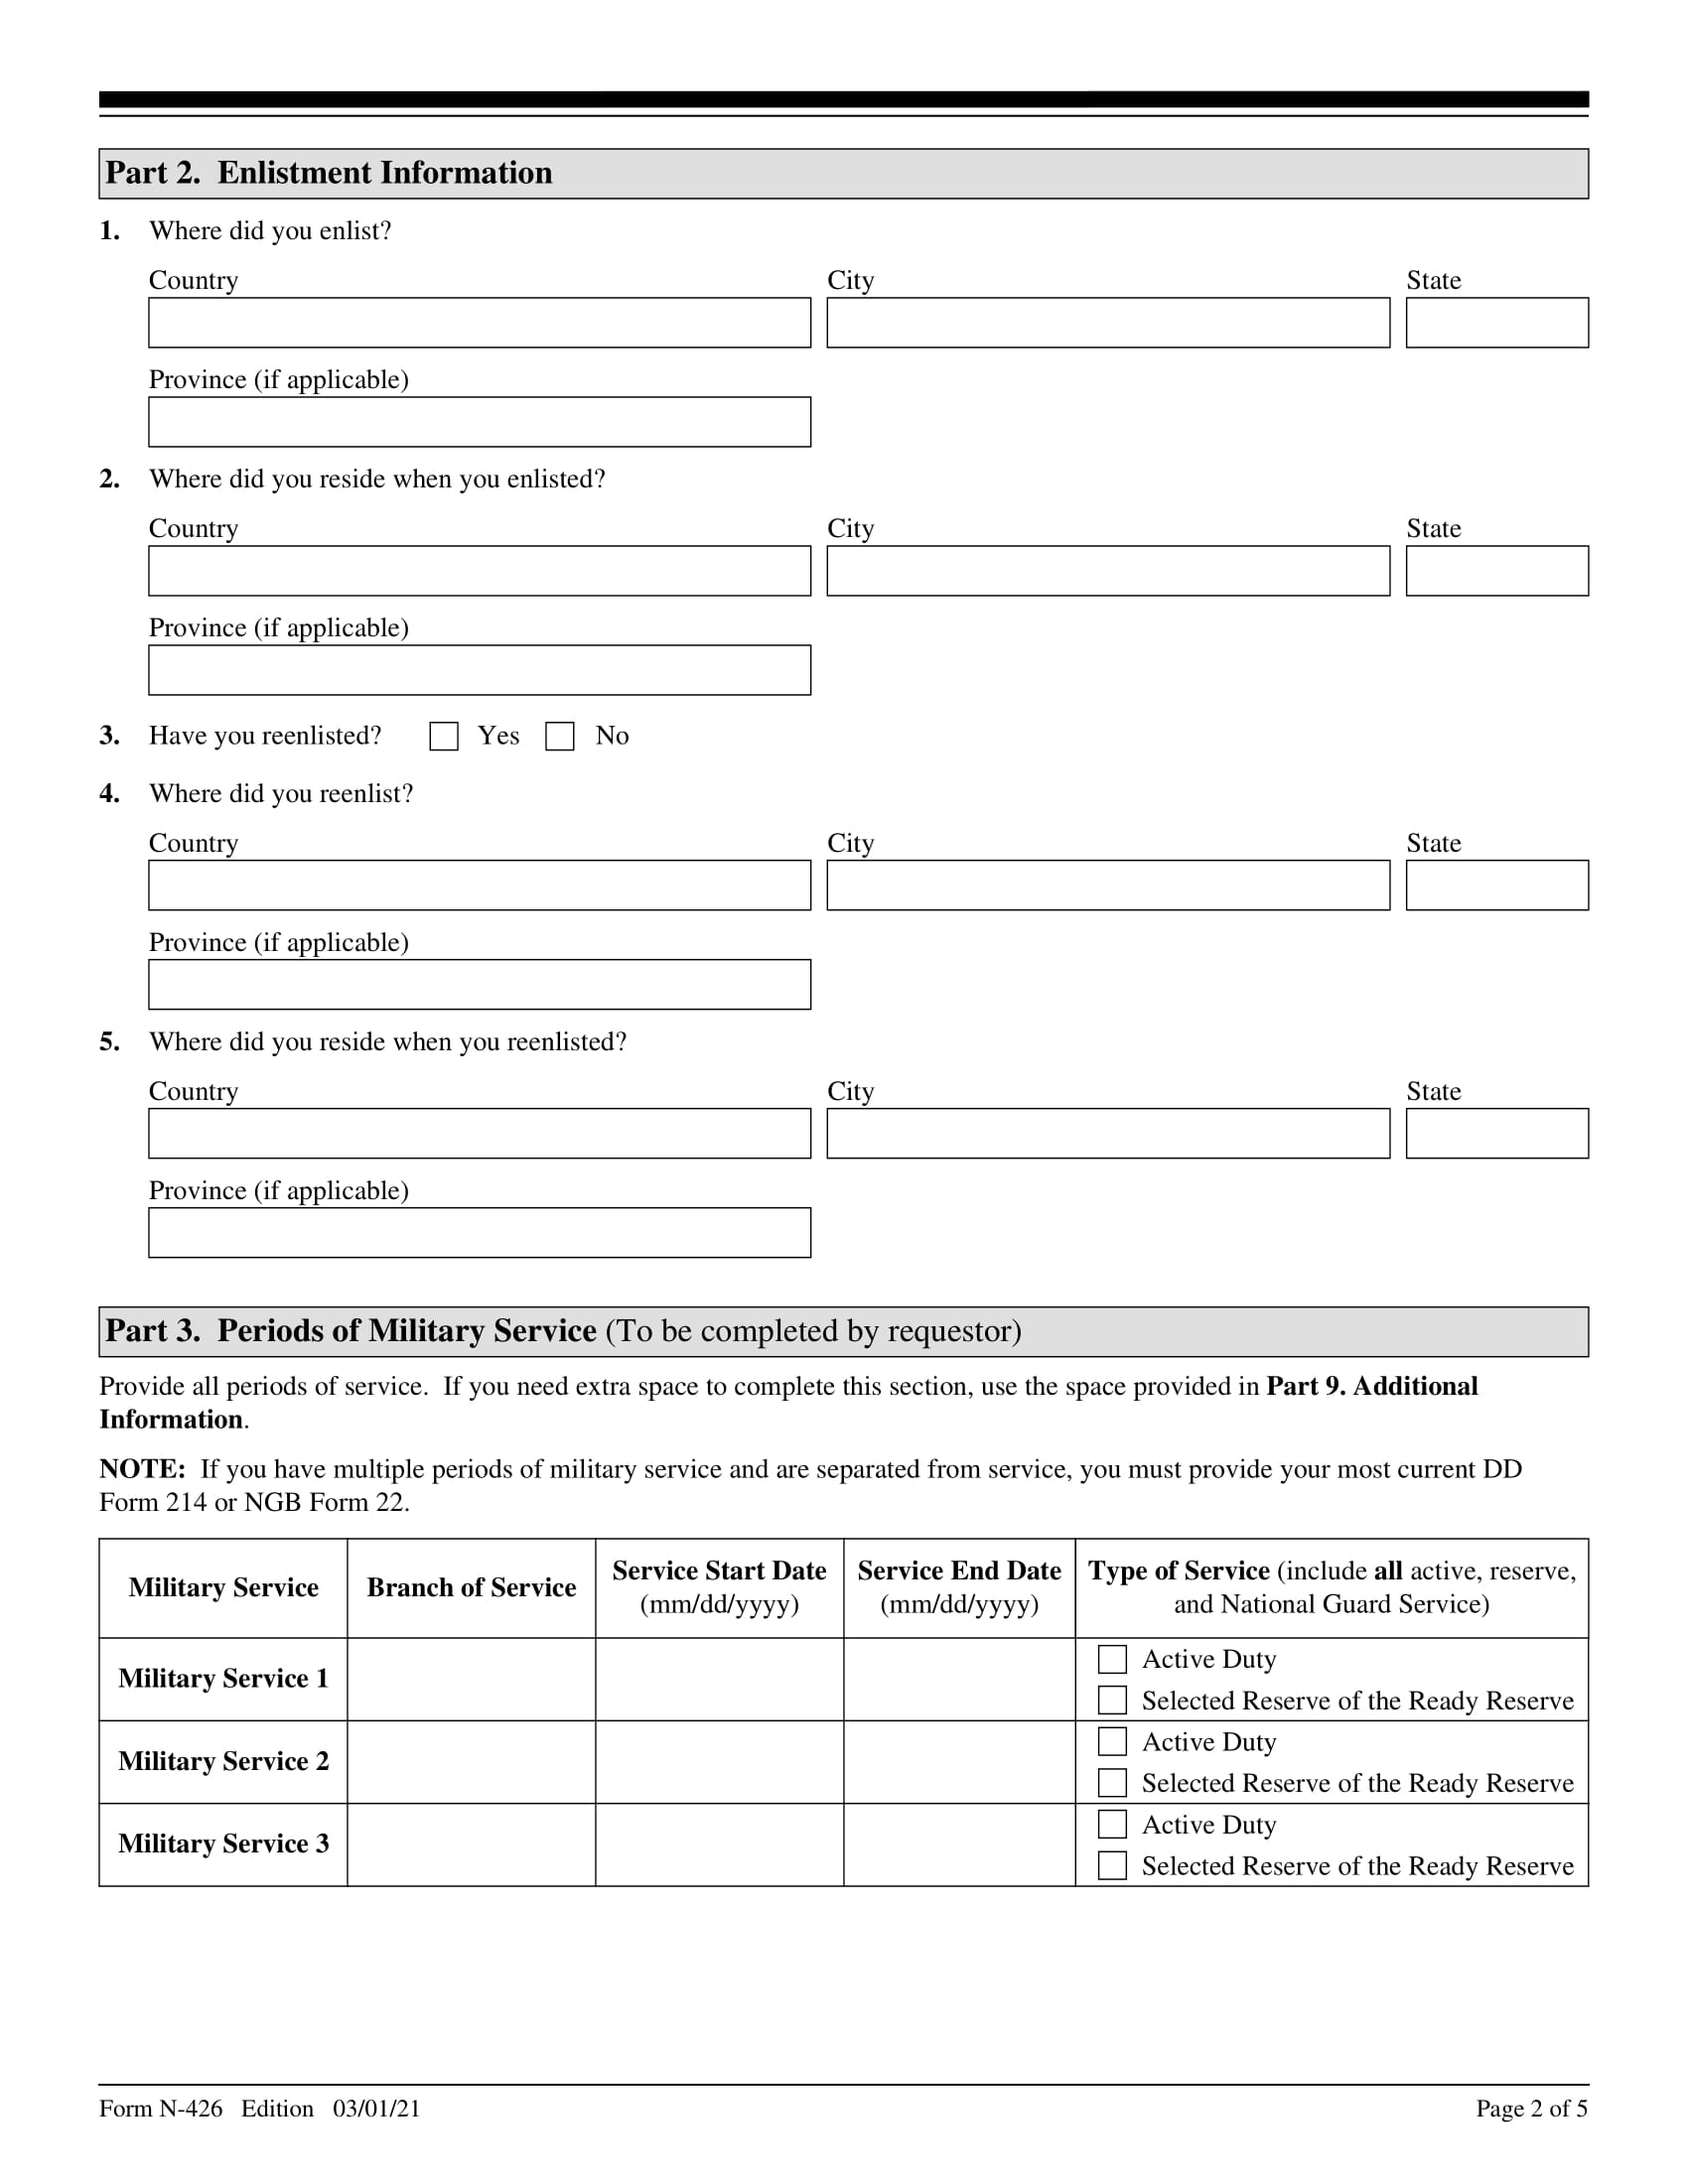 Part 2.  Enlistment Information
1. Where did you enlist?
Country City State
Province (if applicable)
2. Where did you reside when you enlisted?
Country City State
Province (if applicable)
3. Have you reenlisted? Yes No
4. Where did you reenlist?
Country City State
Province (if applicable)
5. Where did you reside when you reenlisted?
Country City State
Province (if applicable)
Part 3.  Periods of Military Service (To be completed by requestor)
Provide all periods of service.  If you need extra space to complete this section, use the space provided in Part 9. Additional
Information.
NOTE:  If you have multiple periods of military service and are separated from service, you must provide your most current DD
Form 214 or NGB Form 22.
Military Service Branch of Service Service Start Date (mm/dd/yyyy) Service End Date (mm/dd/yyyy) Type of Service (include all active, reserve, and National Guard Service)
Military Service 1
Active Duty
Selected Reserve of the Ready Reserve
Military Service 2
Active Duty
Selected Reserve of the Ready Reserve
Military Service 3
Active Duty
Selected Reserve of the Ready Reserve
Form N-426   Edition   03/01/21 Page 2 of 5